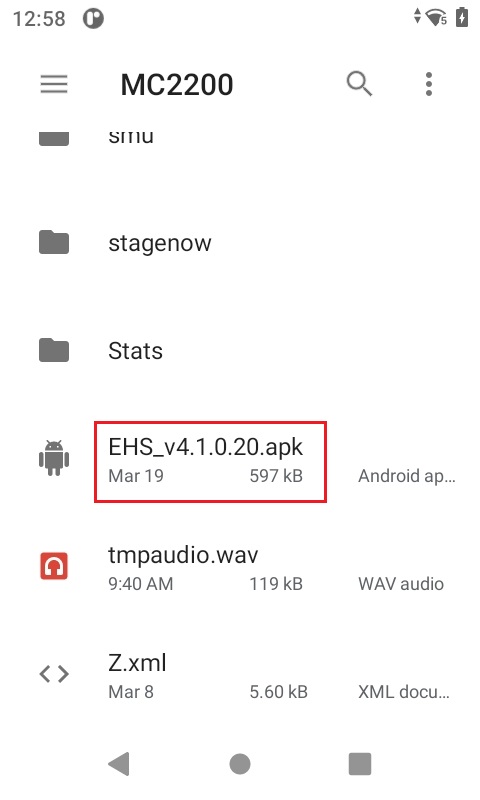 12:58
5
MC2200
smu
stagenow
Stats
EHS_v4.1.0.20.apk
Mar 19 597 kB Android ap…
tmpaudio.wav
9:40 AM 119 kB WAV audio
Z.xml
Mar 8 5.60 kB XML docu…